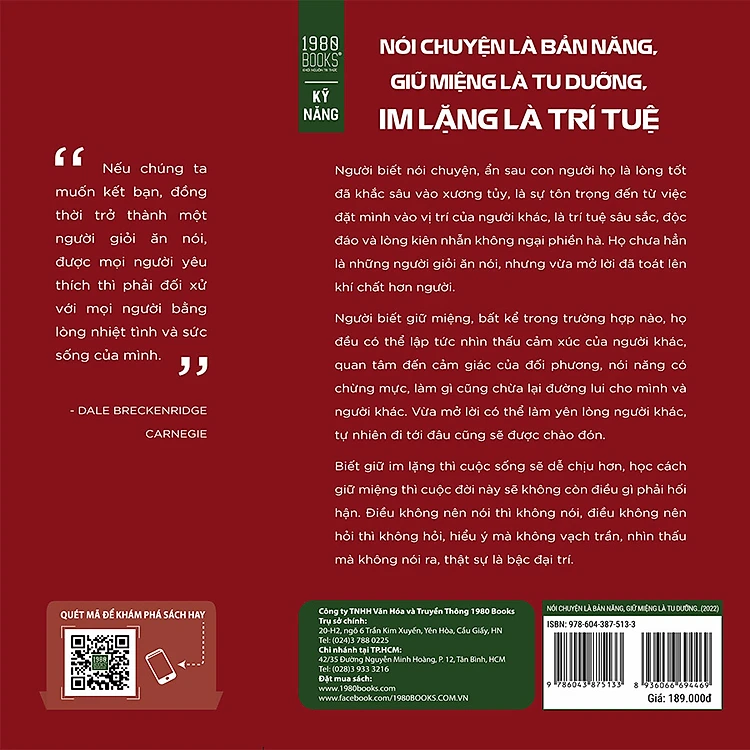 1980
BOOKS®
KHƠI NGUỒN TRI THỨC
KỸ
NĂNG
NÓI CHUYỆN LÀ BẢN NĂNG,
GIỮ MIỆNG LÀ TU DƯỠNG,
IM LẶNG LÀ TRÍ TUỆ
“ Nếu chúng ta
muốn kết bạn, đồng
thời trở thành một
người giỏi ăn nói,
được mọi người yêu
thích thì phải đối xử
với mọi người bằng
lòng nhiệt tình và sức
sống của mình. ”
- DALE BRECKENRIDGE
CARNEGIE
Người biết nói chuyện, ẩn sau con người họ là lòng tốt
đã khắc sâu vào xương tủy, là sự tôn trọng đến từ việc
đặt mình vào vị trí của người khác, là trí tuệ sâu sắc, độc
đáo và lòng kiên nhẫn không ngại phiền hà. Họ chưa hẳn
là những người giỏi ăn nói, nhưng vừa mở lời đã toát lên
khí chất hơn người.
Người biết giữ miệng, bất kể trong trường hợp nào, họ
đều có thể lập tức nhìn thấu cảm xúc của người khác,
quan tâm đến cảm giác của đối phương, nói năng có
chừng mực, làm gì cũng chừa lại đường lui cho mình và
người khác. Vừa mở lời có thể làm yên lòng người khác,
tự nhiên đi tới đâu cũng sẽ được chào đón.
Biết giữ im lặng thì cuộc sống sẽ dễ chịu hơn, học cách
giữ miệng thì cuộc đời này sẽ không còn điều gì phải hối
hận. Điều không nên nói thì không nói, điều không nên
hỏi thì không hỏi, hiểu ý mà không vạch trần, nhìn thấu
mà không nói ra, thật sự là bậc đại trí.
QUÉT MÃ ĐỂ KHÁM PHÁ SÁCH HAY
1980
BOOKS
Công ty TNHH Văn Hóa và Truyền Thông 1980 Books
Trụ sở chính:
20-H2, ngõ 6 Trần Kim Xuyến, Yên Hòa, Cầu Giấy, HN
Tel: (024) 3 788 0225
Chi nhánh tại TP.HCM:
42/35 Đường Nguyễn Minh Hoàng, P. 12, Tân Bình, HCM
Tel: (028) 3 933 3216
Đặt mua sách:
www.1980books.com
www.facebook.com/1980BOOKS.COM.VN
NÓI CHUYỆN LÀ BẢN NĂNG, GIỮ MIỆNG LÀ TU DƯỠNG.. (2022)
ISBN: 978-604-387-513-3
9 786043 875133
8 936066 694469
Giá: 189.000đ